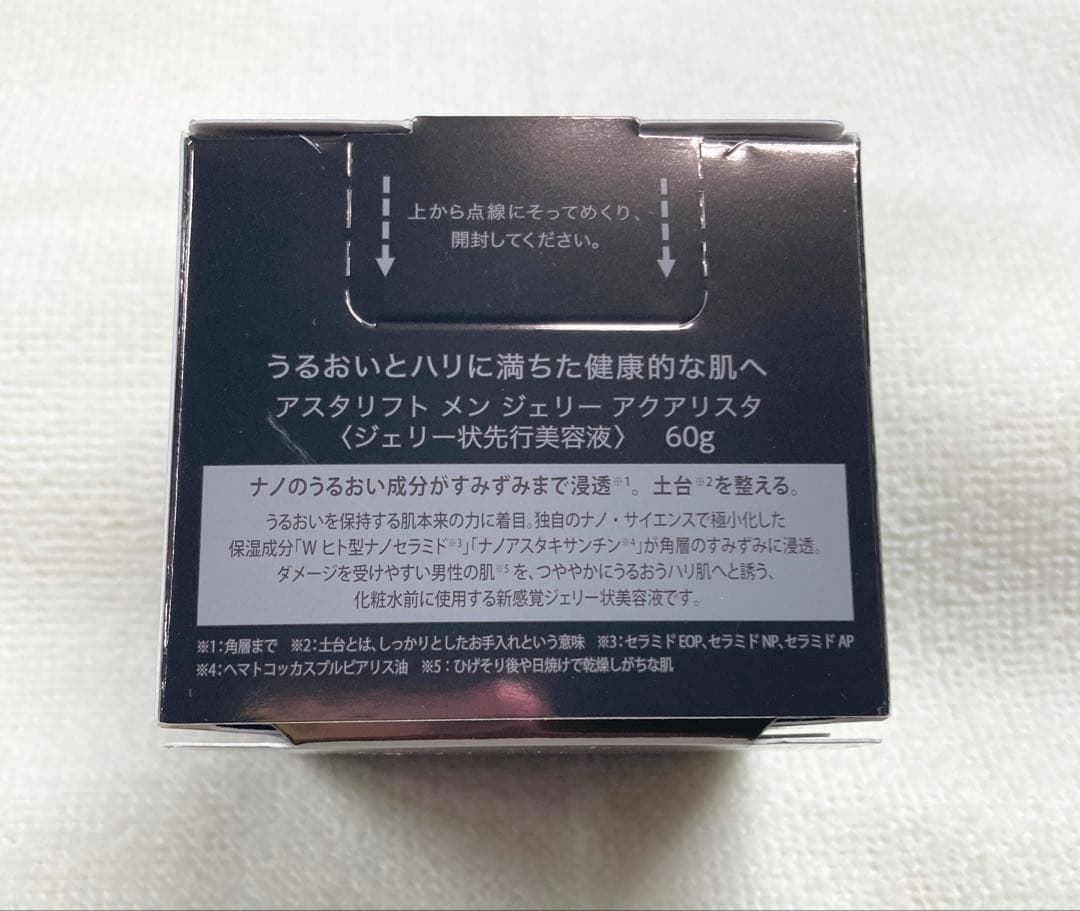 上から点線にそってめくり、
開封してください。
うるおいとハリに満ちた健康的な肌へ
アスタリフト メン ジェリー アクアリスタ
〈ジェリー状先行美容液〉 60g
ナノのうるおい成分がすみずみまで浸透※1。土台※2を整える。
うるおいを保持する肌本来の力に着目。独自のナノ・サイエンスで極小化した
保湿成分「W ヒト型ナノセラミド※3」「ナノアスタキサンチン※4」が角層のすみずみに浸透。
ダメージを受けやすい男性の肌※5を、つややかにうるおうハリ肌へと誘う、
化粧水前に使用する新感覚ジェリー状美容液です。
※1：角層まで ※2：土台とは、しっかりとしたお手入れという意味 ※3：セラミドEOP、セラミドNP、セラミドAP
※4：ヘマトコッカスプルビアリス油 ※5：ひげそり後や日焼けで乾燥しがちな肌